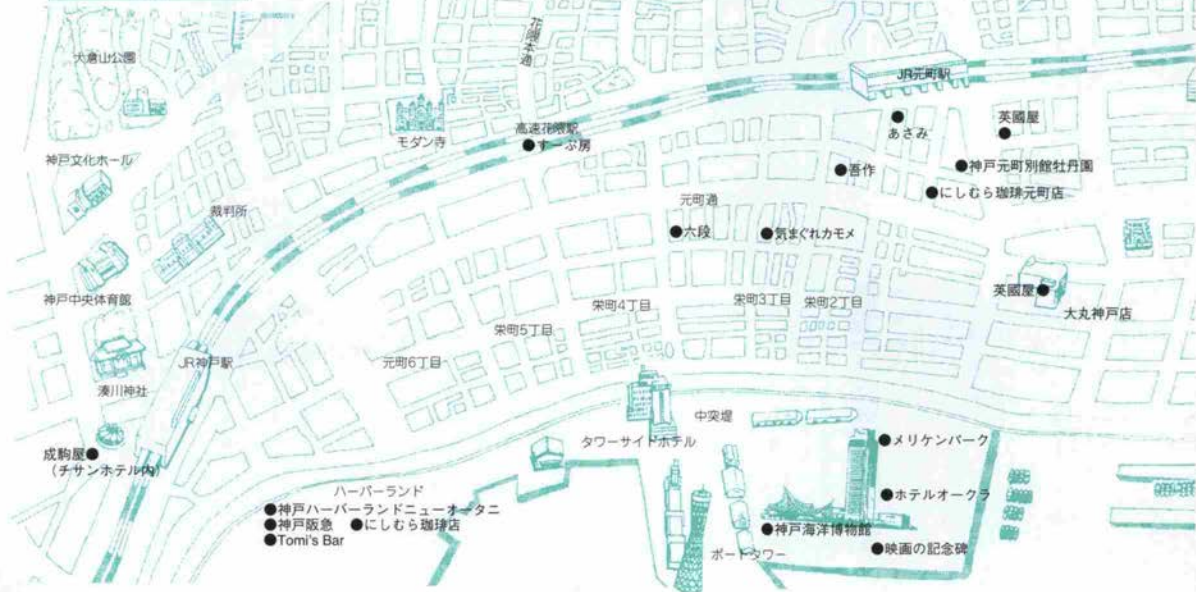 大倉山公園
花隈本通
JR元町駅
モダン寺
高速花隈駅
●すーぷ房
●
あさみ
英國屋
●
神戸文化ホール
●吾作
●神戸元町別館牡丹園
●にしむら珈琲元町店
裁判所
元町通
●六段
●気まぐれカモメ
神戸中央体育館
栄町4丁目
栄町3丁目
栄町2丁目
英國屋●
大丸神戸店
栄町5丁目
元町6丁目
JR神戸駅
湊川神社
中突堤
タワーサイドホテル
●メリケンパーク
成駒屋●
(チサンホテル内)
ハーバーランド
●神戸ハーバーランドニューオータニ
●神戸阪急 ●にしむら珈琲店
●Tomi's Bar
●ホテルオークラ
●神戸海洋博物館
ポートタワー
●映画の記念碑